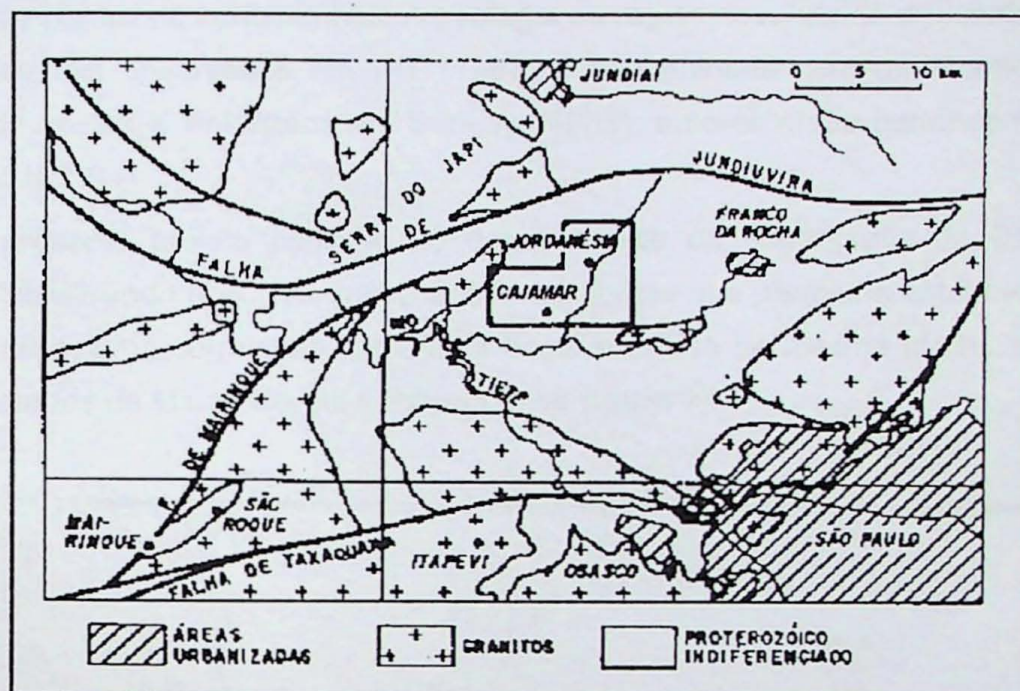 JUNDIAÍ
0 5 10 km
SERRA DO JAPI
FALHA DE JUNDIUVIRA
FRANCO
DA ROCHA
JORDANÉSIA
CAJAMAR
RIO
TIETÊ
DE MAIRINQUE
SÃO
ROQUE
MAI-
RINQUE
FALHA DE TAXAQUARA
ITAPEVI
OSASCO
SÃO PAULO
ÁREAS
URBANIZADAS
GRANITOS
PROTEROZÓICO
INDIFERENCIADO